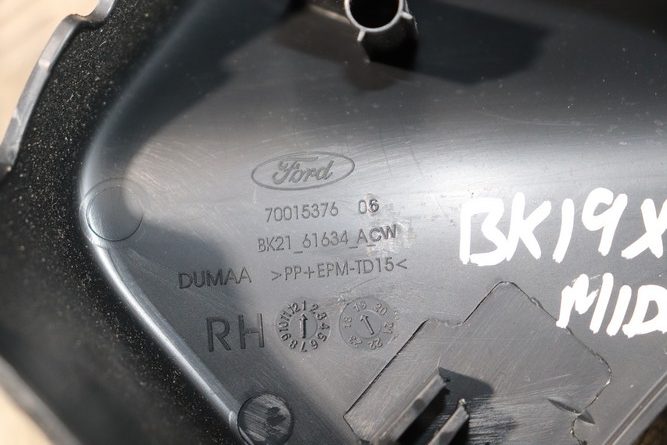 Ford
70015376 06
BK21_61634_ACW
DUMAA >PP+EPM-TD15<
RH
BK19X
MID